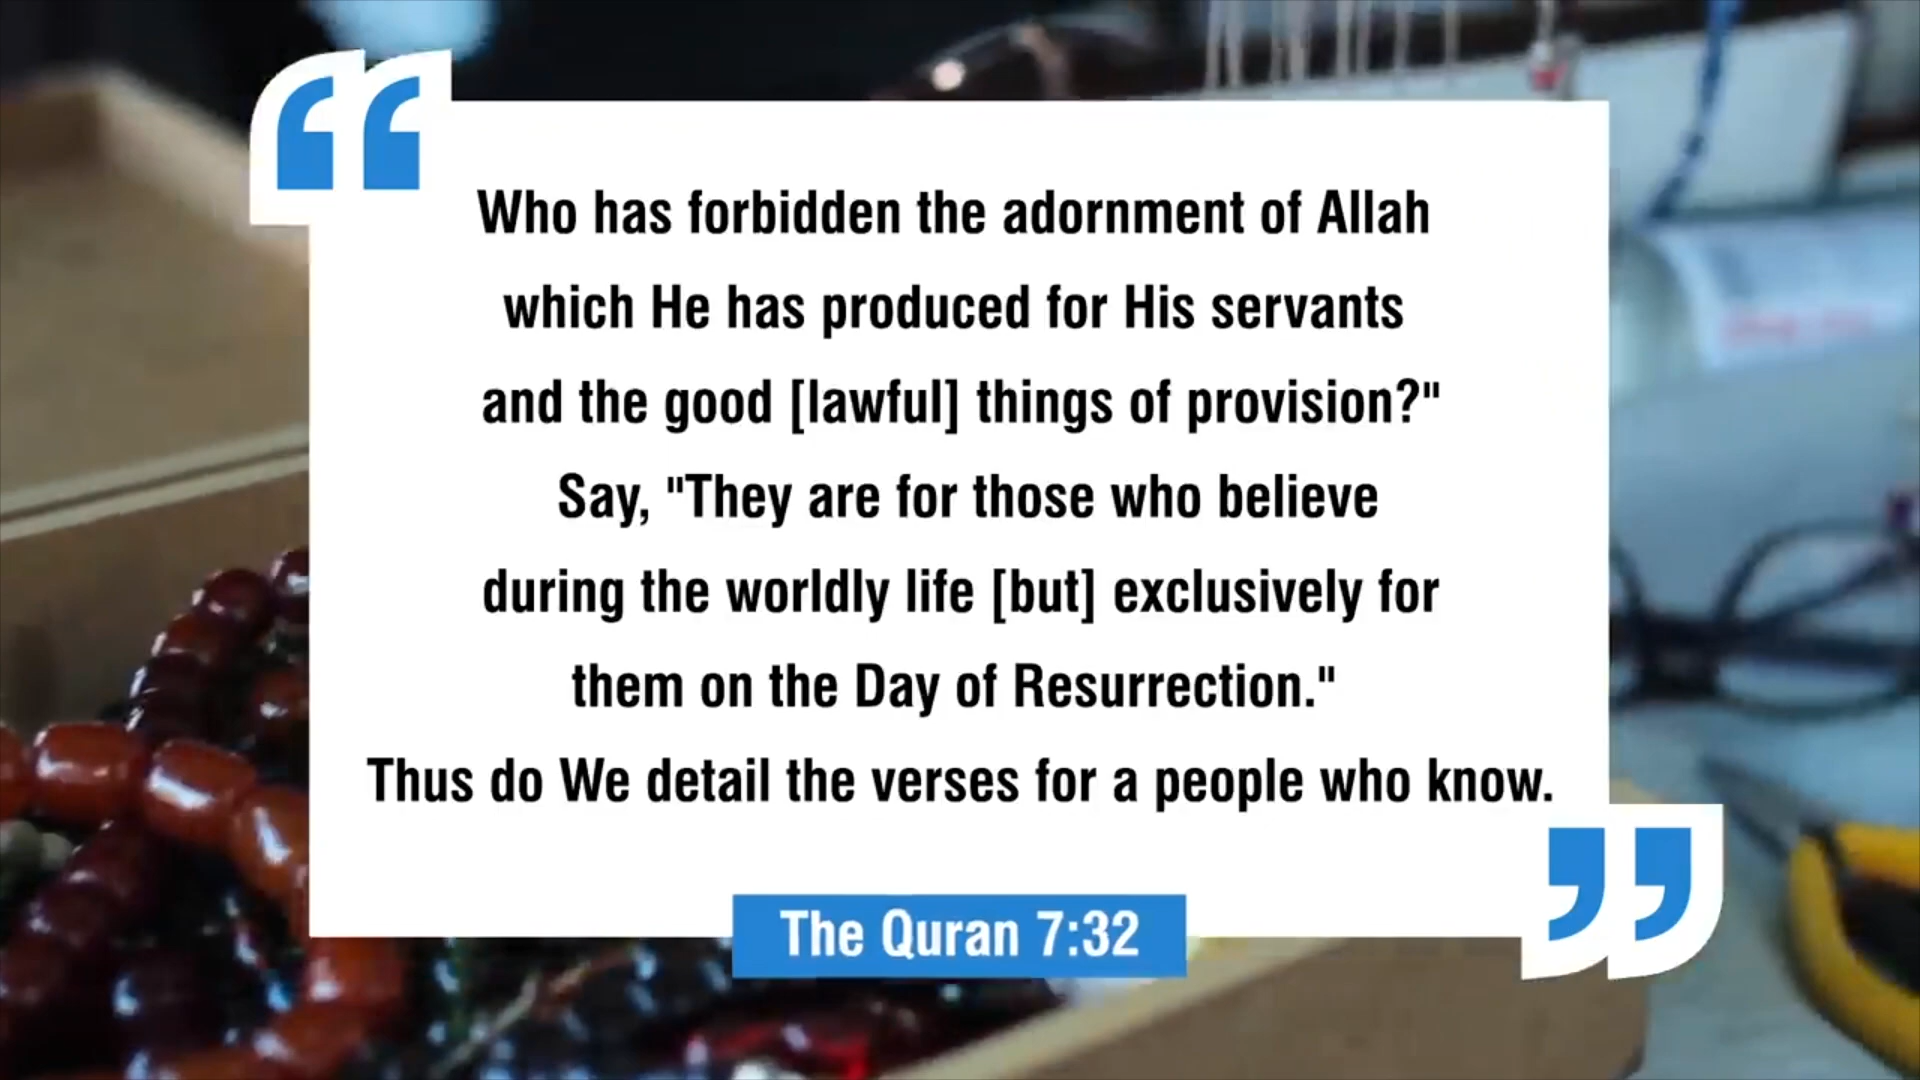 Who has forbidden the adornment of Allah
which He has produced for His servants
and the good [lawful] things of provision?"
Say, "They are for those who believe
during the worldly life [but] exclusively for
them on the Day of Resurrection."
Thus do We detail the verses for a people who know.
The Quran 7:32